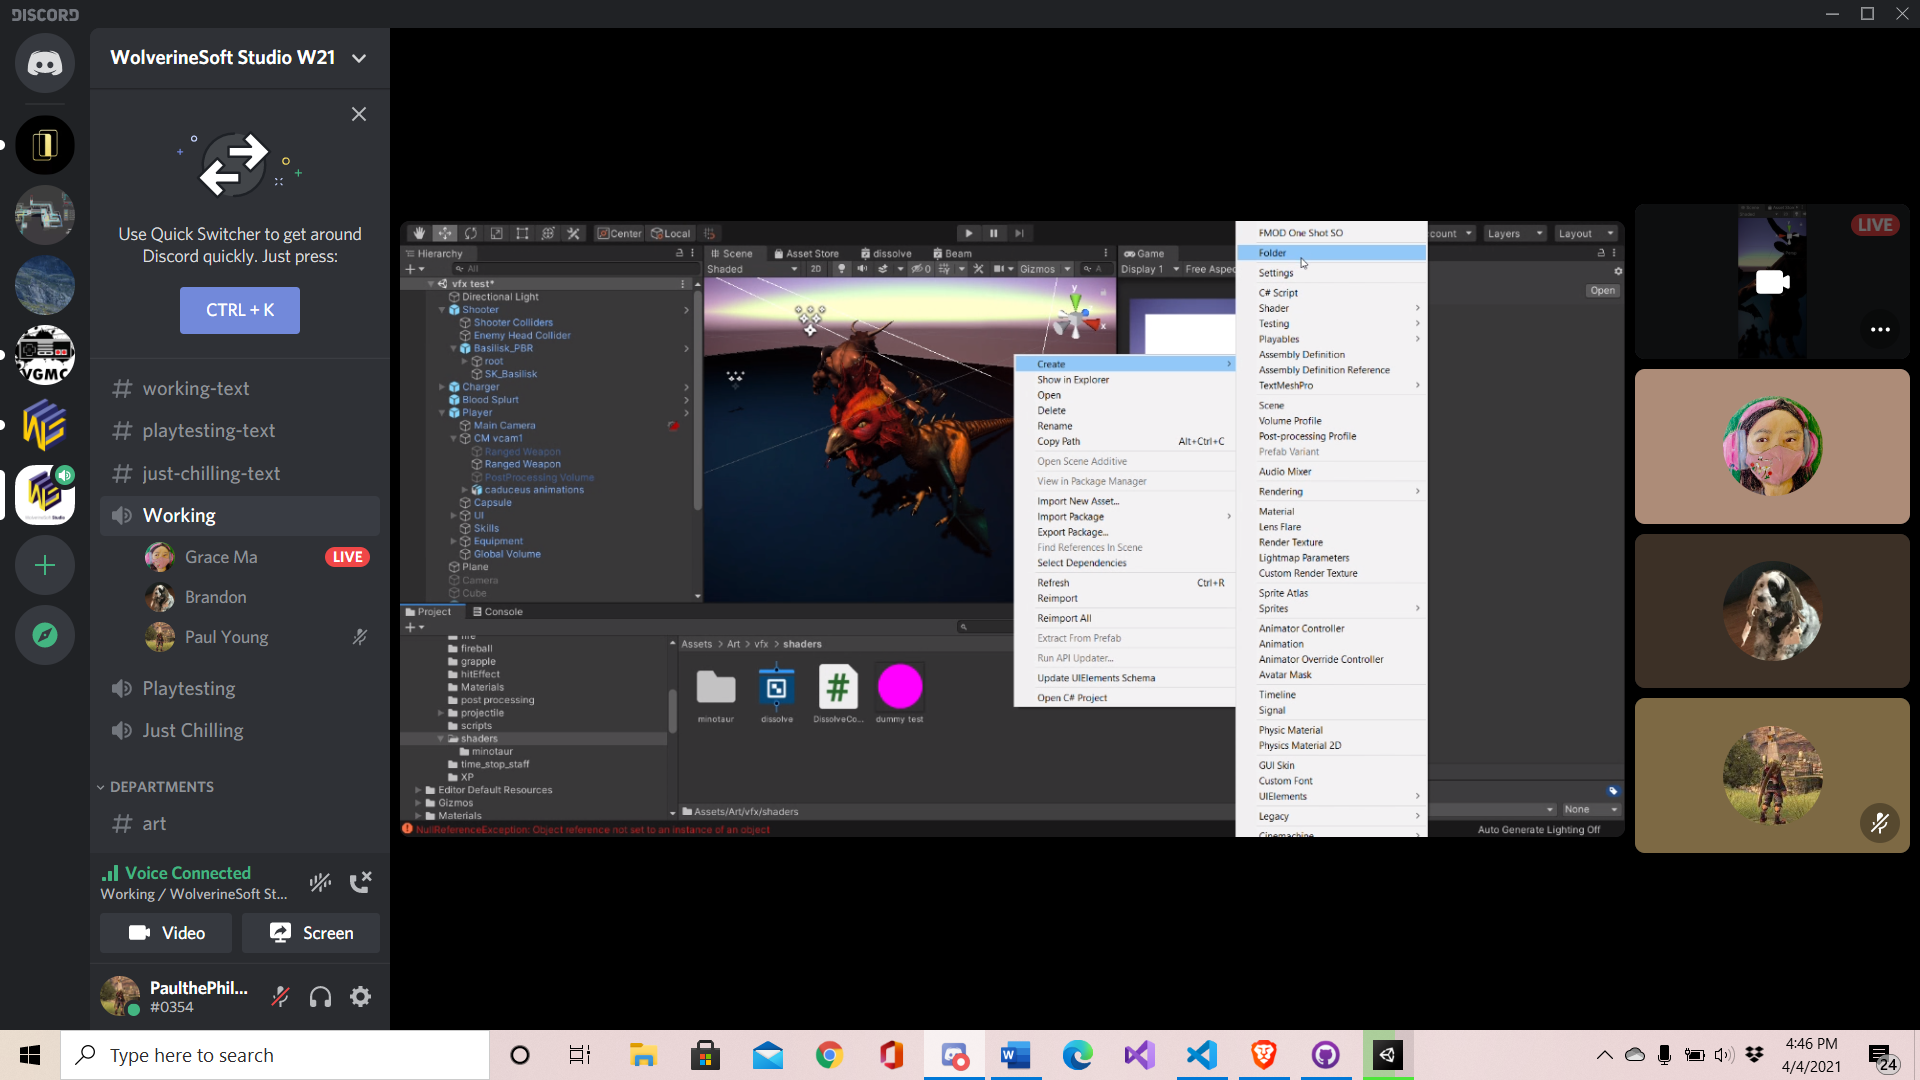 DISCORD
WolverineSoft Studio W21
Use Quick Switcher to get around
Discord quickly. Just press:
CTRL + K
working-text
playtesting-text
just-chilling-text
Working
Grace Ma LIVE
Brandon
Paul Young
Playtesting
Just Chilling
DEPARTMENTS
art
Voice Connected
Working / WolverineSoft St...
Video Screen
PaulthePhil...
#0354
VGMC
Center Local
Layers Layout
Hierarchy
All
vfx test*
Directional Light
Shooter
Shooter Colliders
Enemy Head Collider
Basilisk_PBR
root
SK_Basilisk
Charger
Blood Splurt
Player
Main Camera
CM vcam1
Ranged Weapon
Ranged Weapon
PostProcessing Volume
caduceus animations
Capsule
UI
Skills
Equipment
Global Volume
Plane
Camera
Cube
Scene Asset Store dissolve Beam
Shaded 2D 0 Gizmos
Game
Display 1 Free Aspec
y
x
Open
Create
Show in Explorer
Open
Delete
Rename
Copy Path Alt+Ctrl+C
Open Scene Additive
View in Package Manager
Import New Asset...
Import Package
Export Package...
Find References In Scene
Select Dependencies
Refresh Ctrl+R
Reimport
Reimport All
Extract From Prefab
Run API Updater...
Update UIElements Schema
Open C# Project
FMOD One Shot SO
Folder
Settings
C# Script
Shader
Testing
Playables
Assembly Definition
Assembly Definition Reference
TextMeshPro
Scene
Volume Profile
Post-processing Profile
Prefab Variant
Audio Mixer
Rendering
Material
Lens Flare
Render Texture
Lightmap Parameters
Custom Render Texture
Sprite Atlas
Sprites
Animator Controller
Animation
Animator Override Controller
Avatar Mask
Timeline
Signal
Physic Material
Physics Material 2D
GUI Skin
Custom Font
UIElements
Legacy
Cinemachine
Project Console
fireball
grapple
hitEffect
Materials
post processing
projectile
scripts
shaders
minotaur
time_stop_staff
XP
Editor Default Resources
Gizmos
Materials
Assets > Art > vfx > shaders
minotaur dissolve DissolveCo... dummy test
Assets/Art/vfx/shaders
None
NullReferenceException: Object reference not set to an instance of an object
Auto Generate Lighting Off
LIVE
Type here to search
4:46 PM
4/4/2021
24